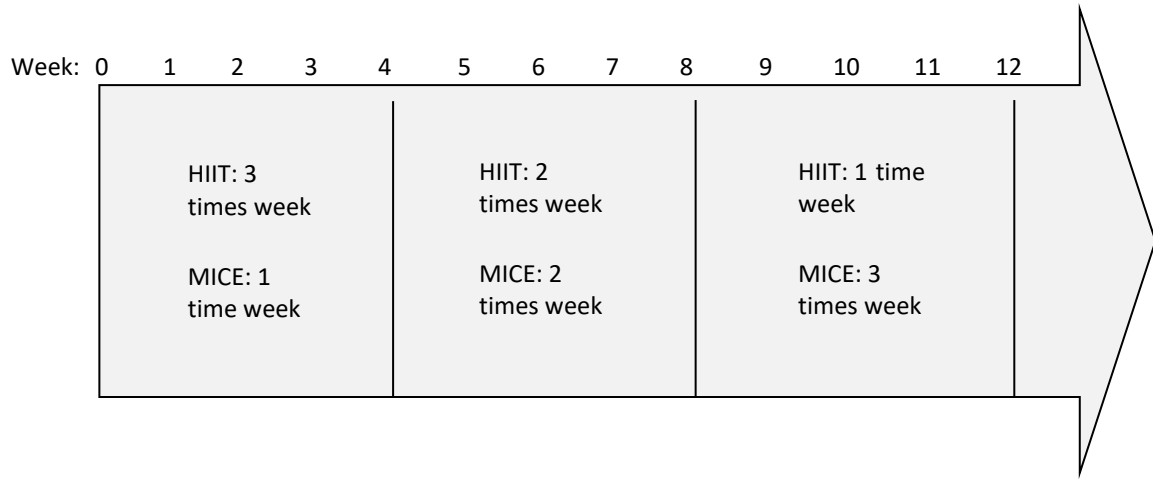 Week: 0 1 2 3 4 5 6 7 8 9 10 11 12
HIIT: 3
times week
MICE: 1
time week
HIIT: 2
times week
MICE: 2
times week
HIIT: 1 time
week
MICE: 3
times week